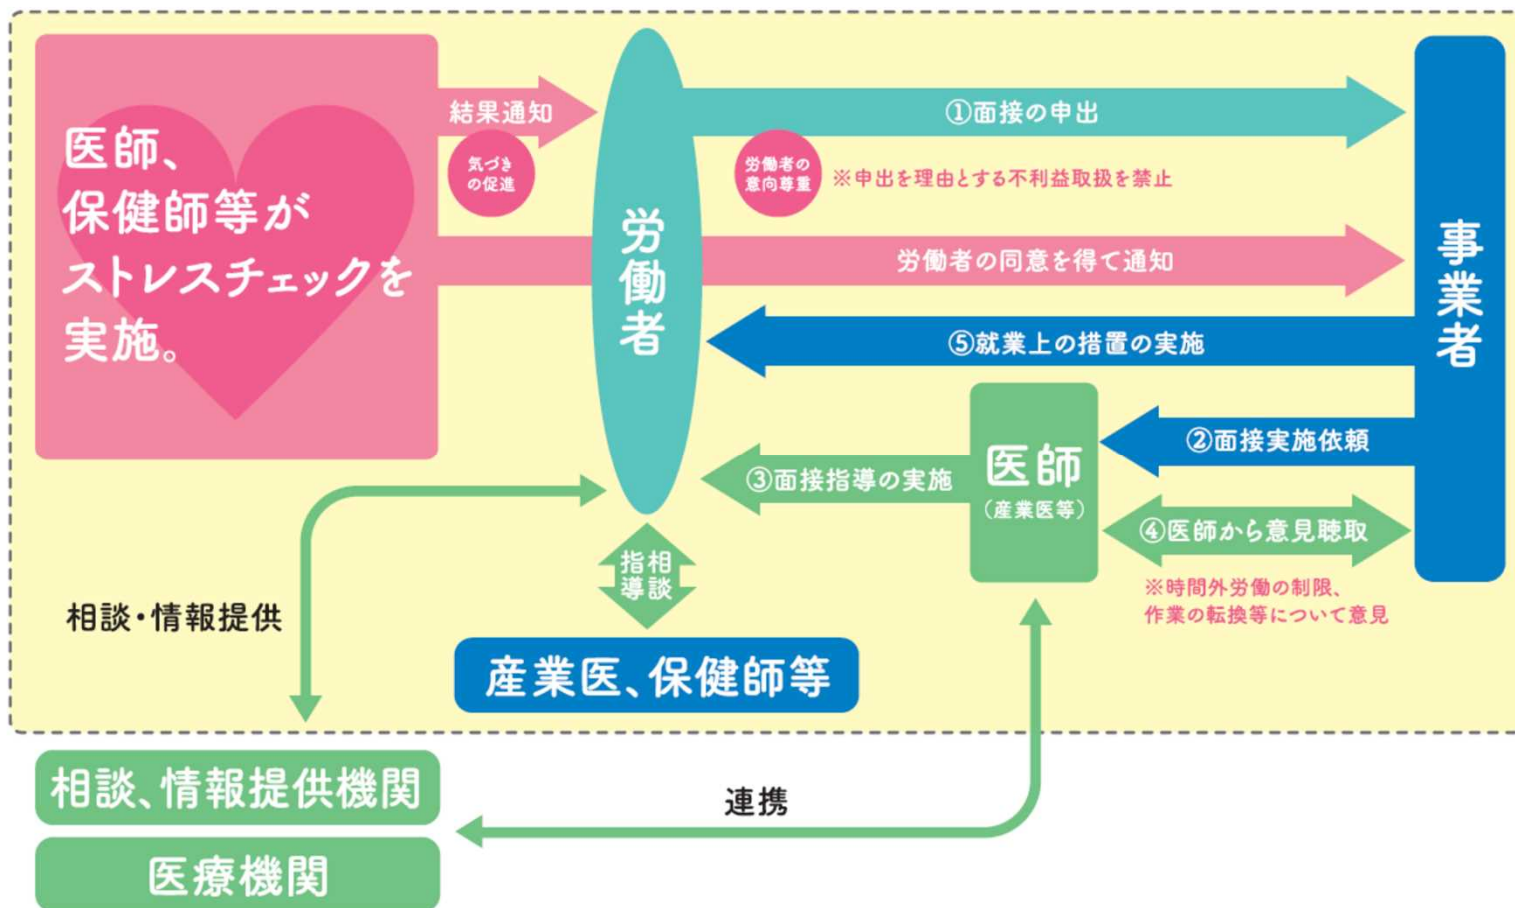 医師、
保健師等が
ストレスチェックを
実施。
結果通知
気づき
の促進
労働者
①面接の申出
労働者の
意向尊重
※申出を理由とする不利益取扱を禁止
労働者の同意を得て通知
⑤就業上の措置の実施
事業者
②面接実施依頼
医師
（産業医等）
③面接指導の実施
④医師から意見聴取
※時間外労働の制限、
作業の転換等について意見
相談
指導
産業医、保健師等
相談・情報提供
相談、情報提供機関
医療機関
連携